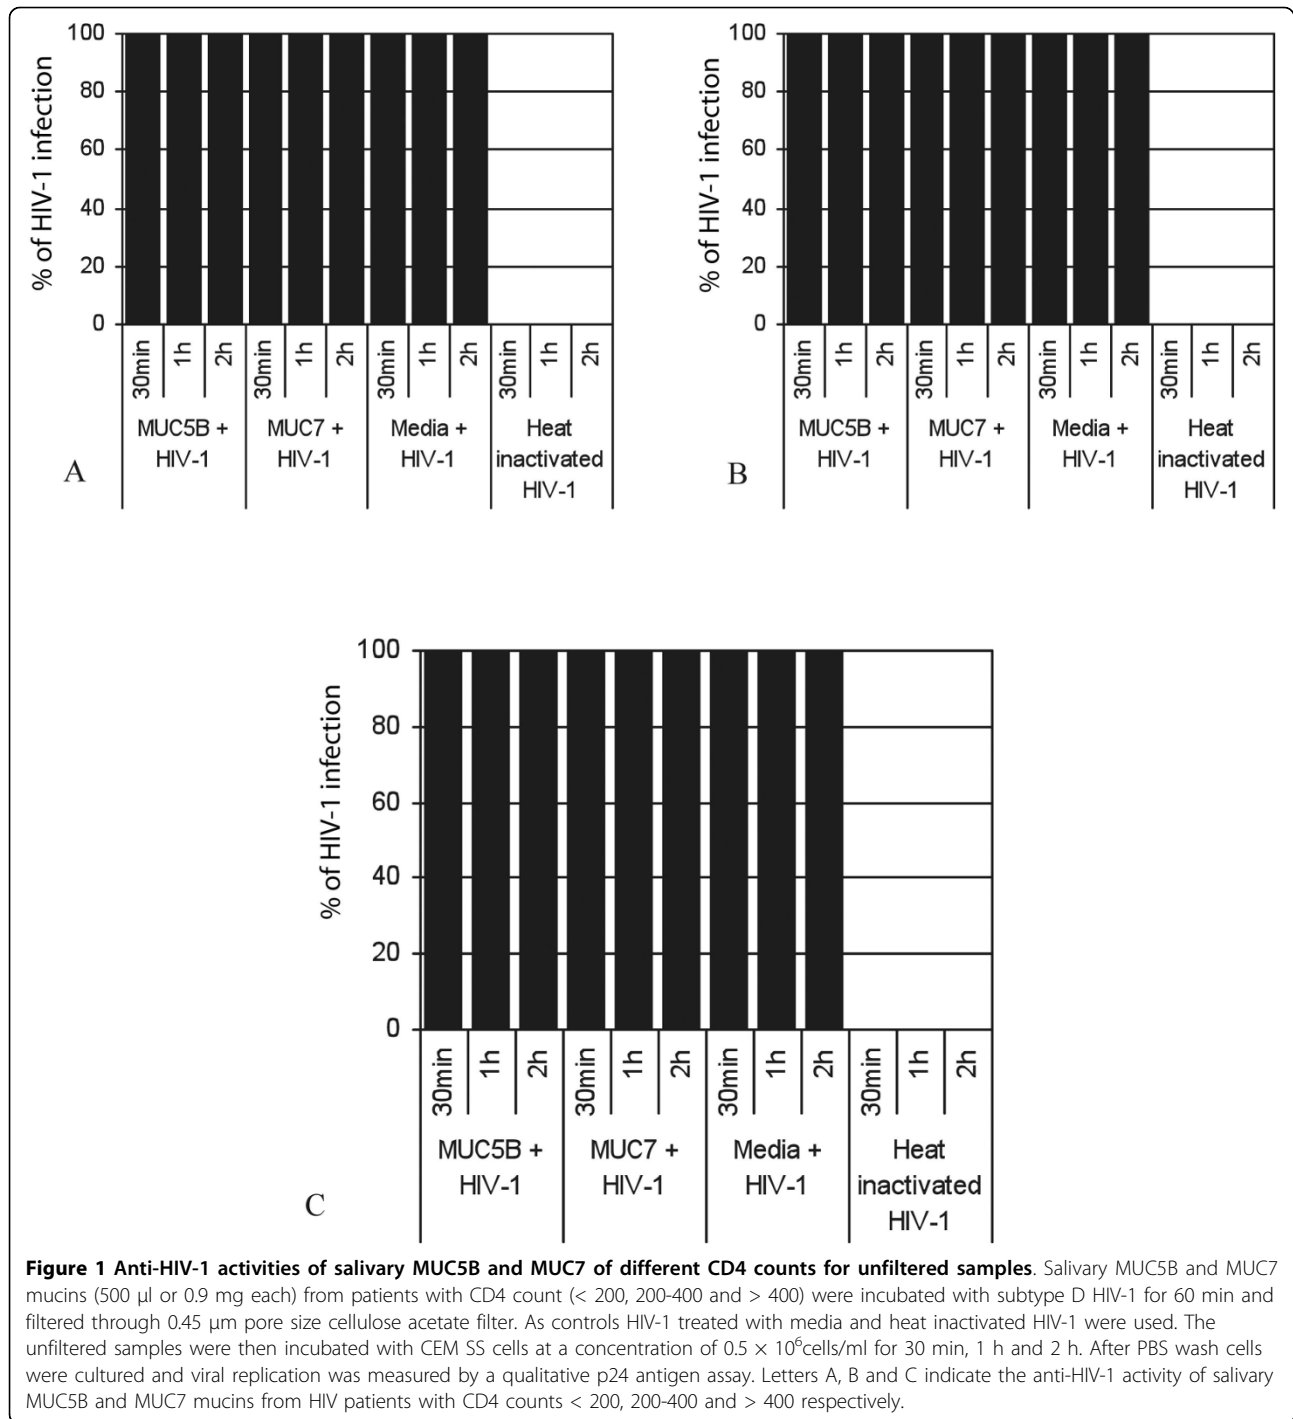 100
80
60
40
20
0
% of HIV-1 infection
30min 1h 2h 30min 1h 2h 30min 1h 2h 30min 1h 2h
MUC5B + MUC7 + Media + Heat
HIV-1 HIV-1 HIV-1 inactivated
HIV-1
A
100
80
60
40
20
0
% of HIV-1 infection
30min 1h 2h 30min 1h 2h 30min 1h 2h 30min 1h 2h
MUC5B + MUC7 + Media + Heat
HIV-1 HIV-1 HIV-1 inactivated
HIV-1
B
100
80
60
40
20
0
% of HIV-1 infection
30min 1h 2h 30min 1h 2h 30min 1h 2h 30min 1h 2h
MUC5B + MUC7 + Media + Heat
HIV-1 HIV-1 HIV-1 inactivated
HIV-1
C
Figure 1 Anti-HIV-1 activities of salivary MUC5B and MUC7 of different CD4 counts for unfiltered samples. Salivary MUC5B and MUC7
mucins (500 μl or 0.9 mg each) from patients with CD4 count (< 200, 200-400 and > 400) were incubated with subtype D HIV-1 for 60 min and
filtered through 0.45 μm pore size cellulose acetate filter. As controls HIV-1 treated with media and heat inactivated HIV-1 were used. The
unfiltered samples were then incubated with CEM SS cells at a concentration of 0.5 × 10⁶cells/ml for 30 min, 1 h and 2 h. After PBS wash cells
were cultured and viral replication was measured by a qualitative p24 antigen assay. Letters A, B and C indicate the anti-HIV-1 activity of salivary
MUC5B and MUC7 mucins from HIV patients with CD4 counts < 200, 200-400 and > 400 respectively.